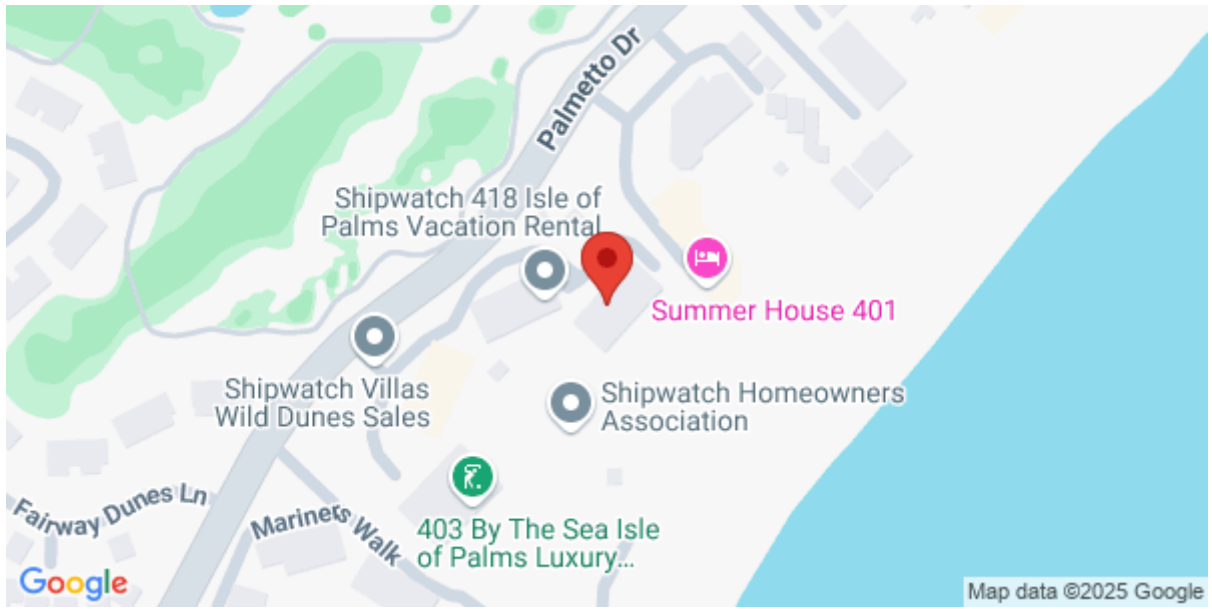 Palmetto Dr
Shipwatch 418 Isle of
Palms Vacation Rental
Summer House 401
Shipwatch Villas
Wild Dunes Sales
Shipwatch Homeowners
Association
Fairway Dunes Ln
Mariners Walk
403 By The Sea Isle
of Palms Luxury...
Google
Map data ©2025 Google